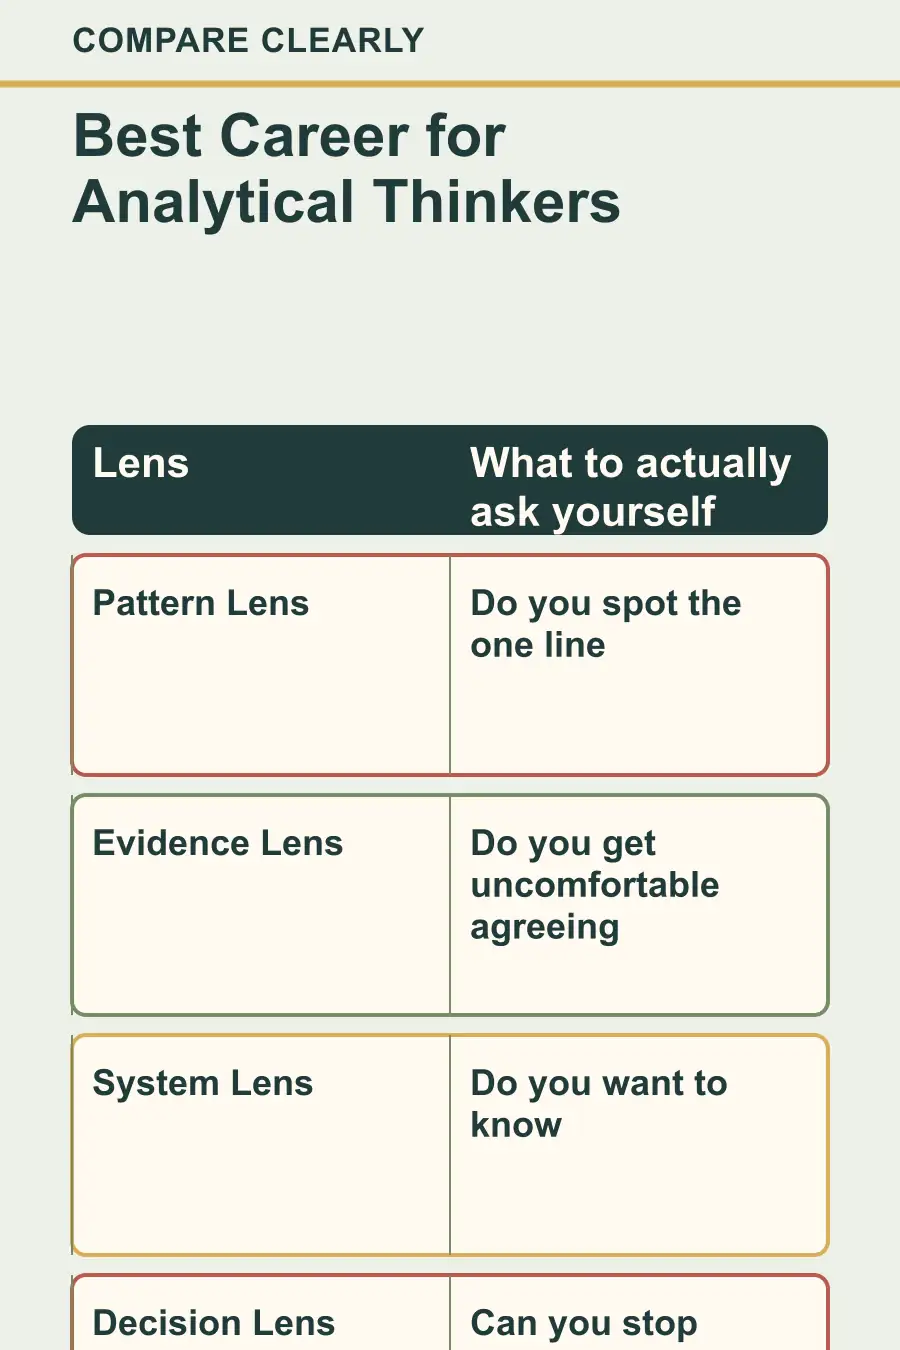 COMPARE CLEARLY
Best Career for
Analytical Thinkers
Lens
What to actually
ask yourself
Pattern Lens
Do you spot the
one line
Evidence Lens
Do you get
uncomfortable
agreeing
System Lens
Do you want to
know
Decision Lens
Can you stop